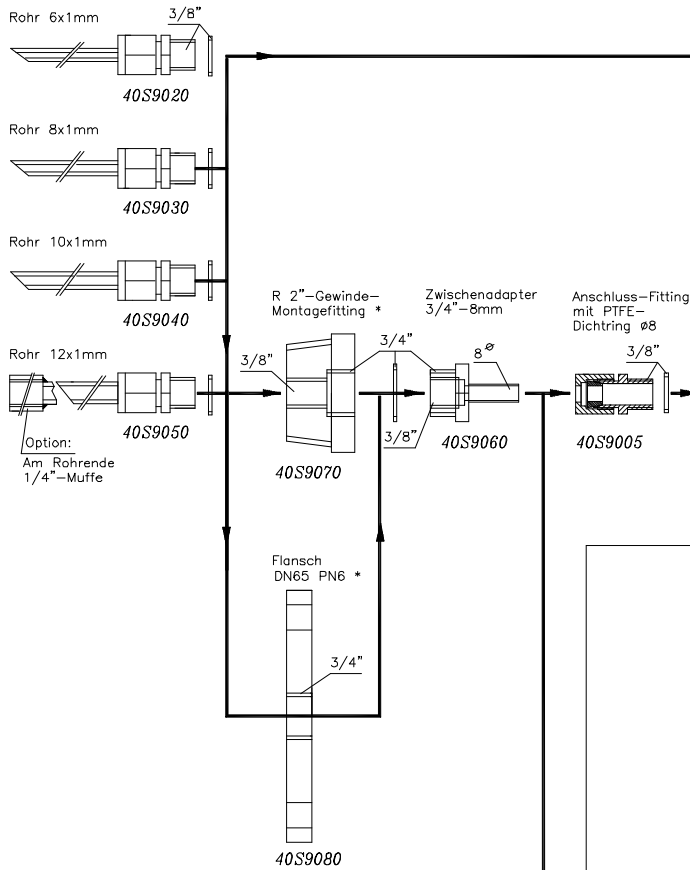 Rohr 6x1mm
3/8”
40S9020
Rohr 8x1mm
40S9030
Rohr 10x1mm
40S9040
R 2”-Gewinde-
Montagefitting *
Zwischenadapter
3/4”-8mm
Anschluss-Fitting
mit PTFE-
Dichtring ø8
Rohr 12x1mm
3/8”
3/4”
8 ø
3/8”
40S9050
3/8”
40S9060
40S9005
Option:
Am Rohrende
1/4”-Muffe
40S9070
Flansch
DN65 PN6 *
3/4”
40S9080